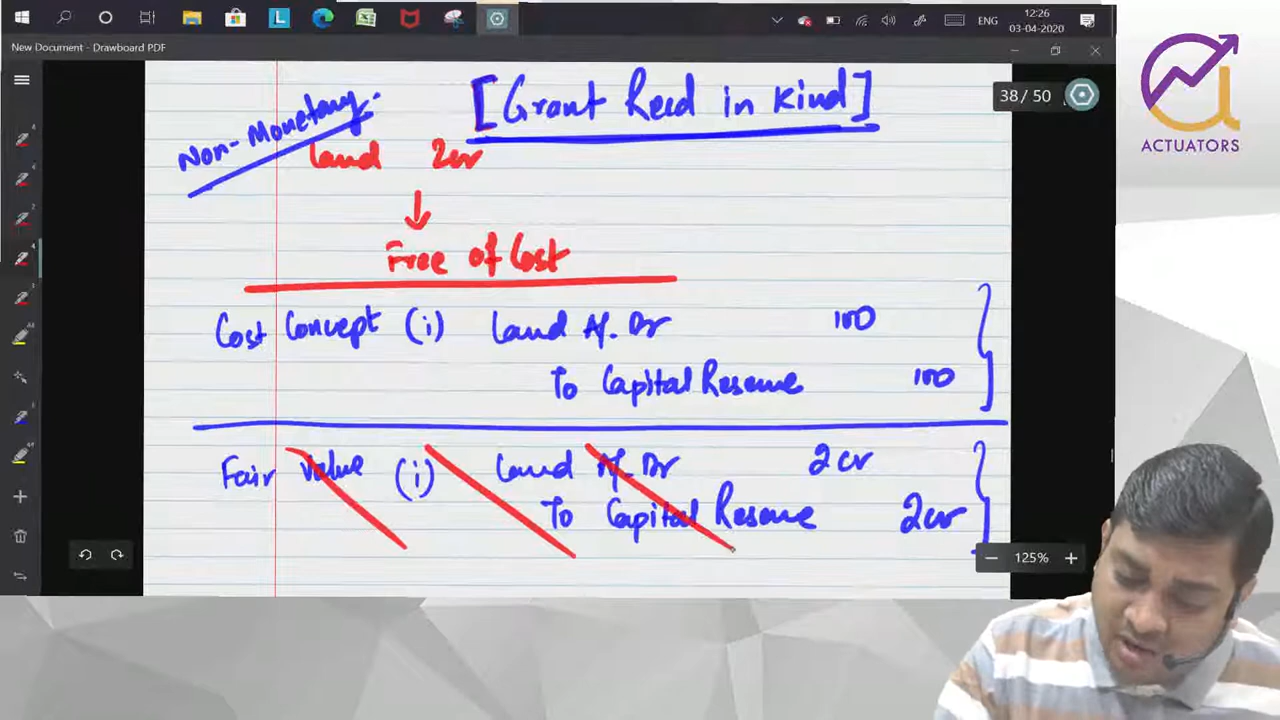 12:26
ENG
03-04-2020
New Document - Drawboard PDF
38 / 50
ACTUATORS
Non-Monetary.
[Grant Recd in Kind]
Land 2cr
Free of Cost
Cost Concept (i) Land A/. Dr 100
To Capital Reserve 100
Fair Value (i) Land A/. Dr 2 cr
To Capital Reserve 2cr
125%